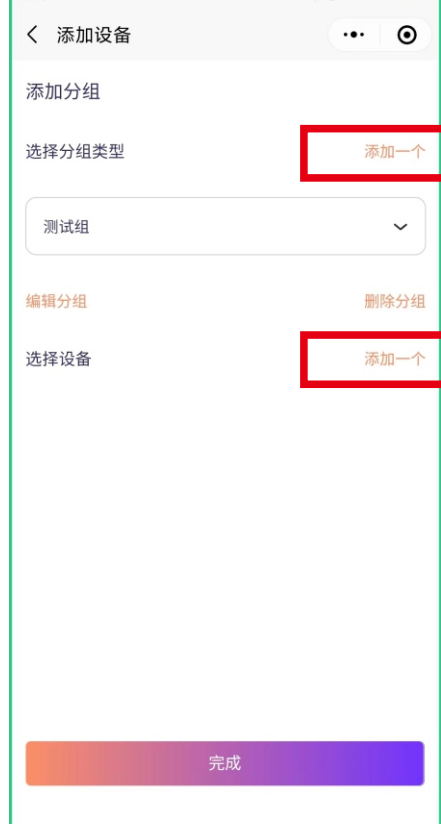 添加设备
添加分组
选择分组类型 添加一个
测试组
编辑分组 删除分组
选择设备 添加一个
完成